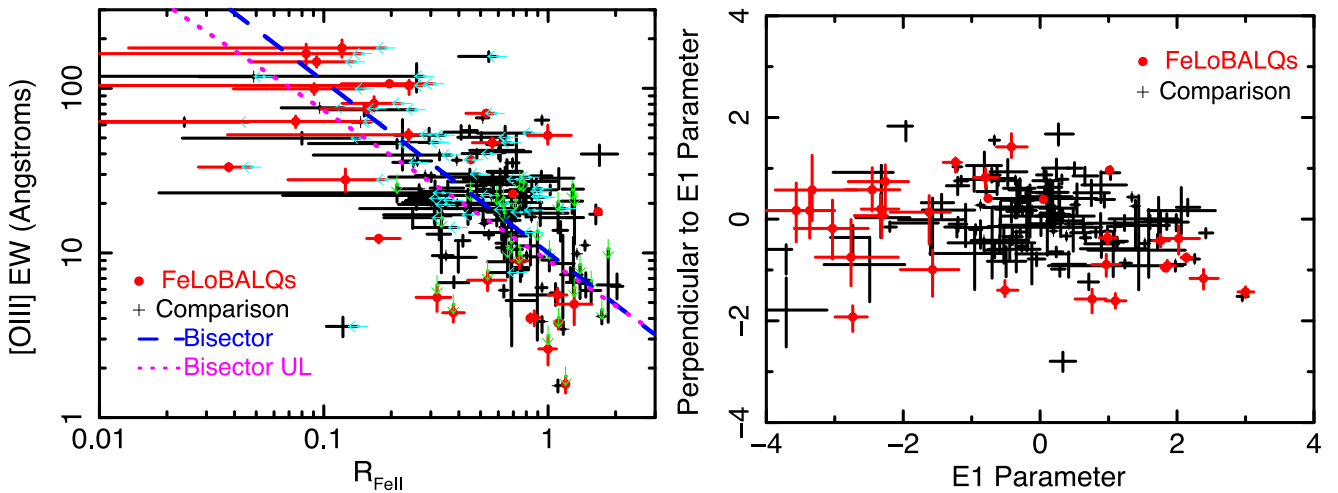 [OIII] EW (Angstroms)
100
10
1
FeLoBALQs
Comparison
Bisector
Bisector UL
0.01
0.1
1
R_FeII
Perpendicular to E1 Parameter
4
2
0
−2
−4
FeLoBALQs
Comparison
−4
−2
0
2
4
E1 Parameter